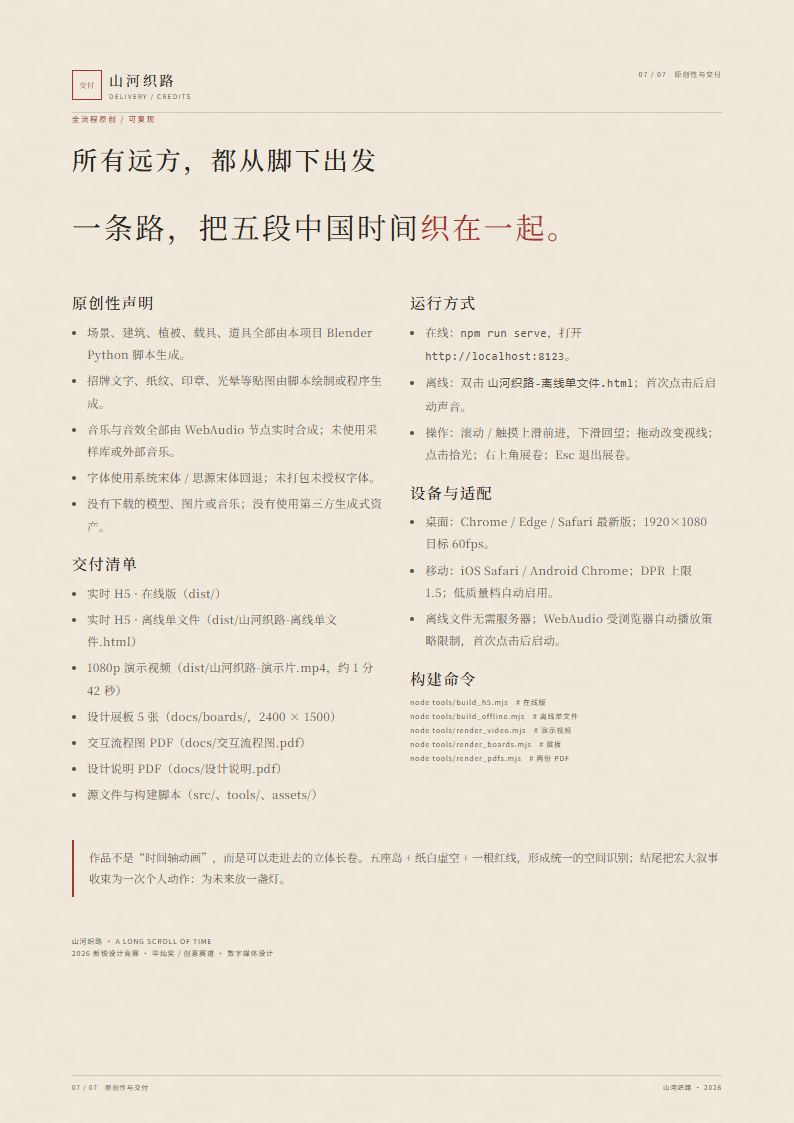 交付
山河织路
DELIVERY / CREDITS
07 / 07 原创性与交付
全流程原创 / 可复现
所有远方，都从脚下出发
一条路，把五段中国时间织在一起。
原创性声明
场景、建筑、植被、载具、道具全部由本项目 Blender
Python 脚本生成。
招牌文字、纸纹、印章、光晕等贴图由脚本绘制或程序生
成。
音乐与音效全部由 WebAudio 节点实时合成；未使用采
样库或外部音乐。
字体使用系统宋体 / 思源宋体回退；未打包未授权字体。
没有下载的模型、图片或音乐；没有使用第三方生成式资
产。
交付清单
实时 H5 · 在线版（dist/）
实时 H5 · 离线单文件（dist/山河织路-离线单文
件.html）
1080p 演示视频（dist/山河织路-演示片.mp4，约 1 分
42 秒）
设计展板 5 张（docs/boards/，2400 × 1500）
交互流程图 PDF（docs/交互流程图.pdf）
设计说明 PDF（docs/设计说明.pdf）
源文件与构建脚本（src/、tools/、assets/）
运行方式
在线：npm run serve，打开
http://localhost:8123。
离线：双击 山河织路-离线单文件.html；首次点击后启
动声音。
操作：滚动 / 触摸上滑前进，下滑回望；拖动改变视线；
点击拾光；右上角展卷；Esc 退出展卷。
设备与适配
桌面：Chrome / Edge / Safari 最新版；1920×1080
目标 60fps。
移动：iOS Safari / Android Chrome；DPR 上限
1.5；低质量档自动启用。
离线文件无需服务器；WebAudio 受浏览器自动播放策
略限制，首次点击后启动。
构建命令
node tools/build_h5.mjs # 在线版
node tools/build_offline.mjs # 离线单文件
node tools/render_video.mjs # 演示视频
node tools/render_boards.mjs # 展板
node tools/render_pdfs.mjs # 两份 PDF
作品不是“时间轴动画”，而是可以走进去的立体长卷。五座岛 + 纸白虚空 + 一根红线，形成统一的空间识别；结尾把宏大叙事
收束为一次个人动作：为未来放一盏灯。
山河织路 · A LONG SCROLL OF TIME
2026 新锐设计竞赛 · 华灿奖 / 创意赛道 · 数字媒体设计
07 / 07 原创性与交付
山河织路 · 2026